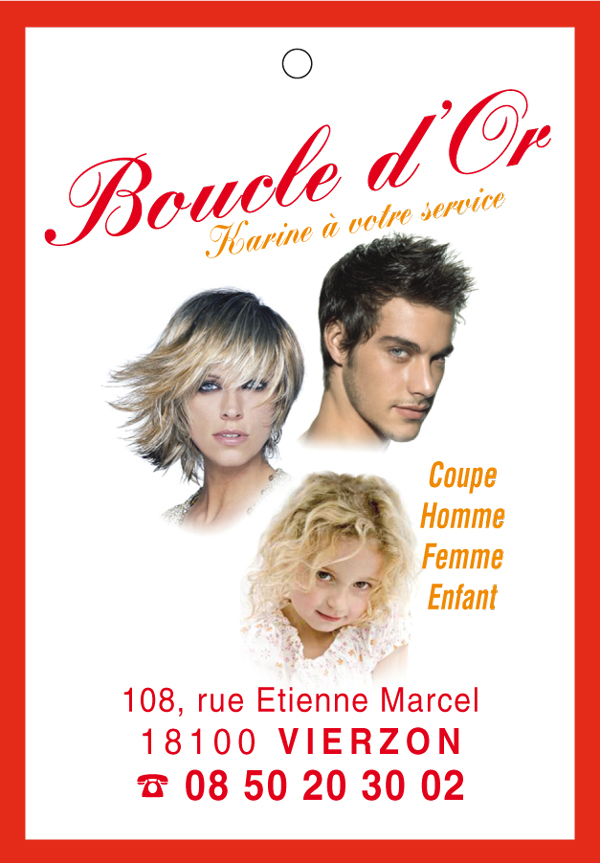 Boucle d'Or
Karine à votre service
Coupe
Homme
Femme
Enfant
108, rue Etienne Marcel
18100 VIERZON
☎ 08 50 20 30 02